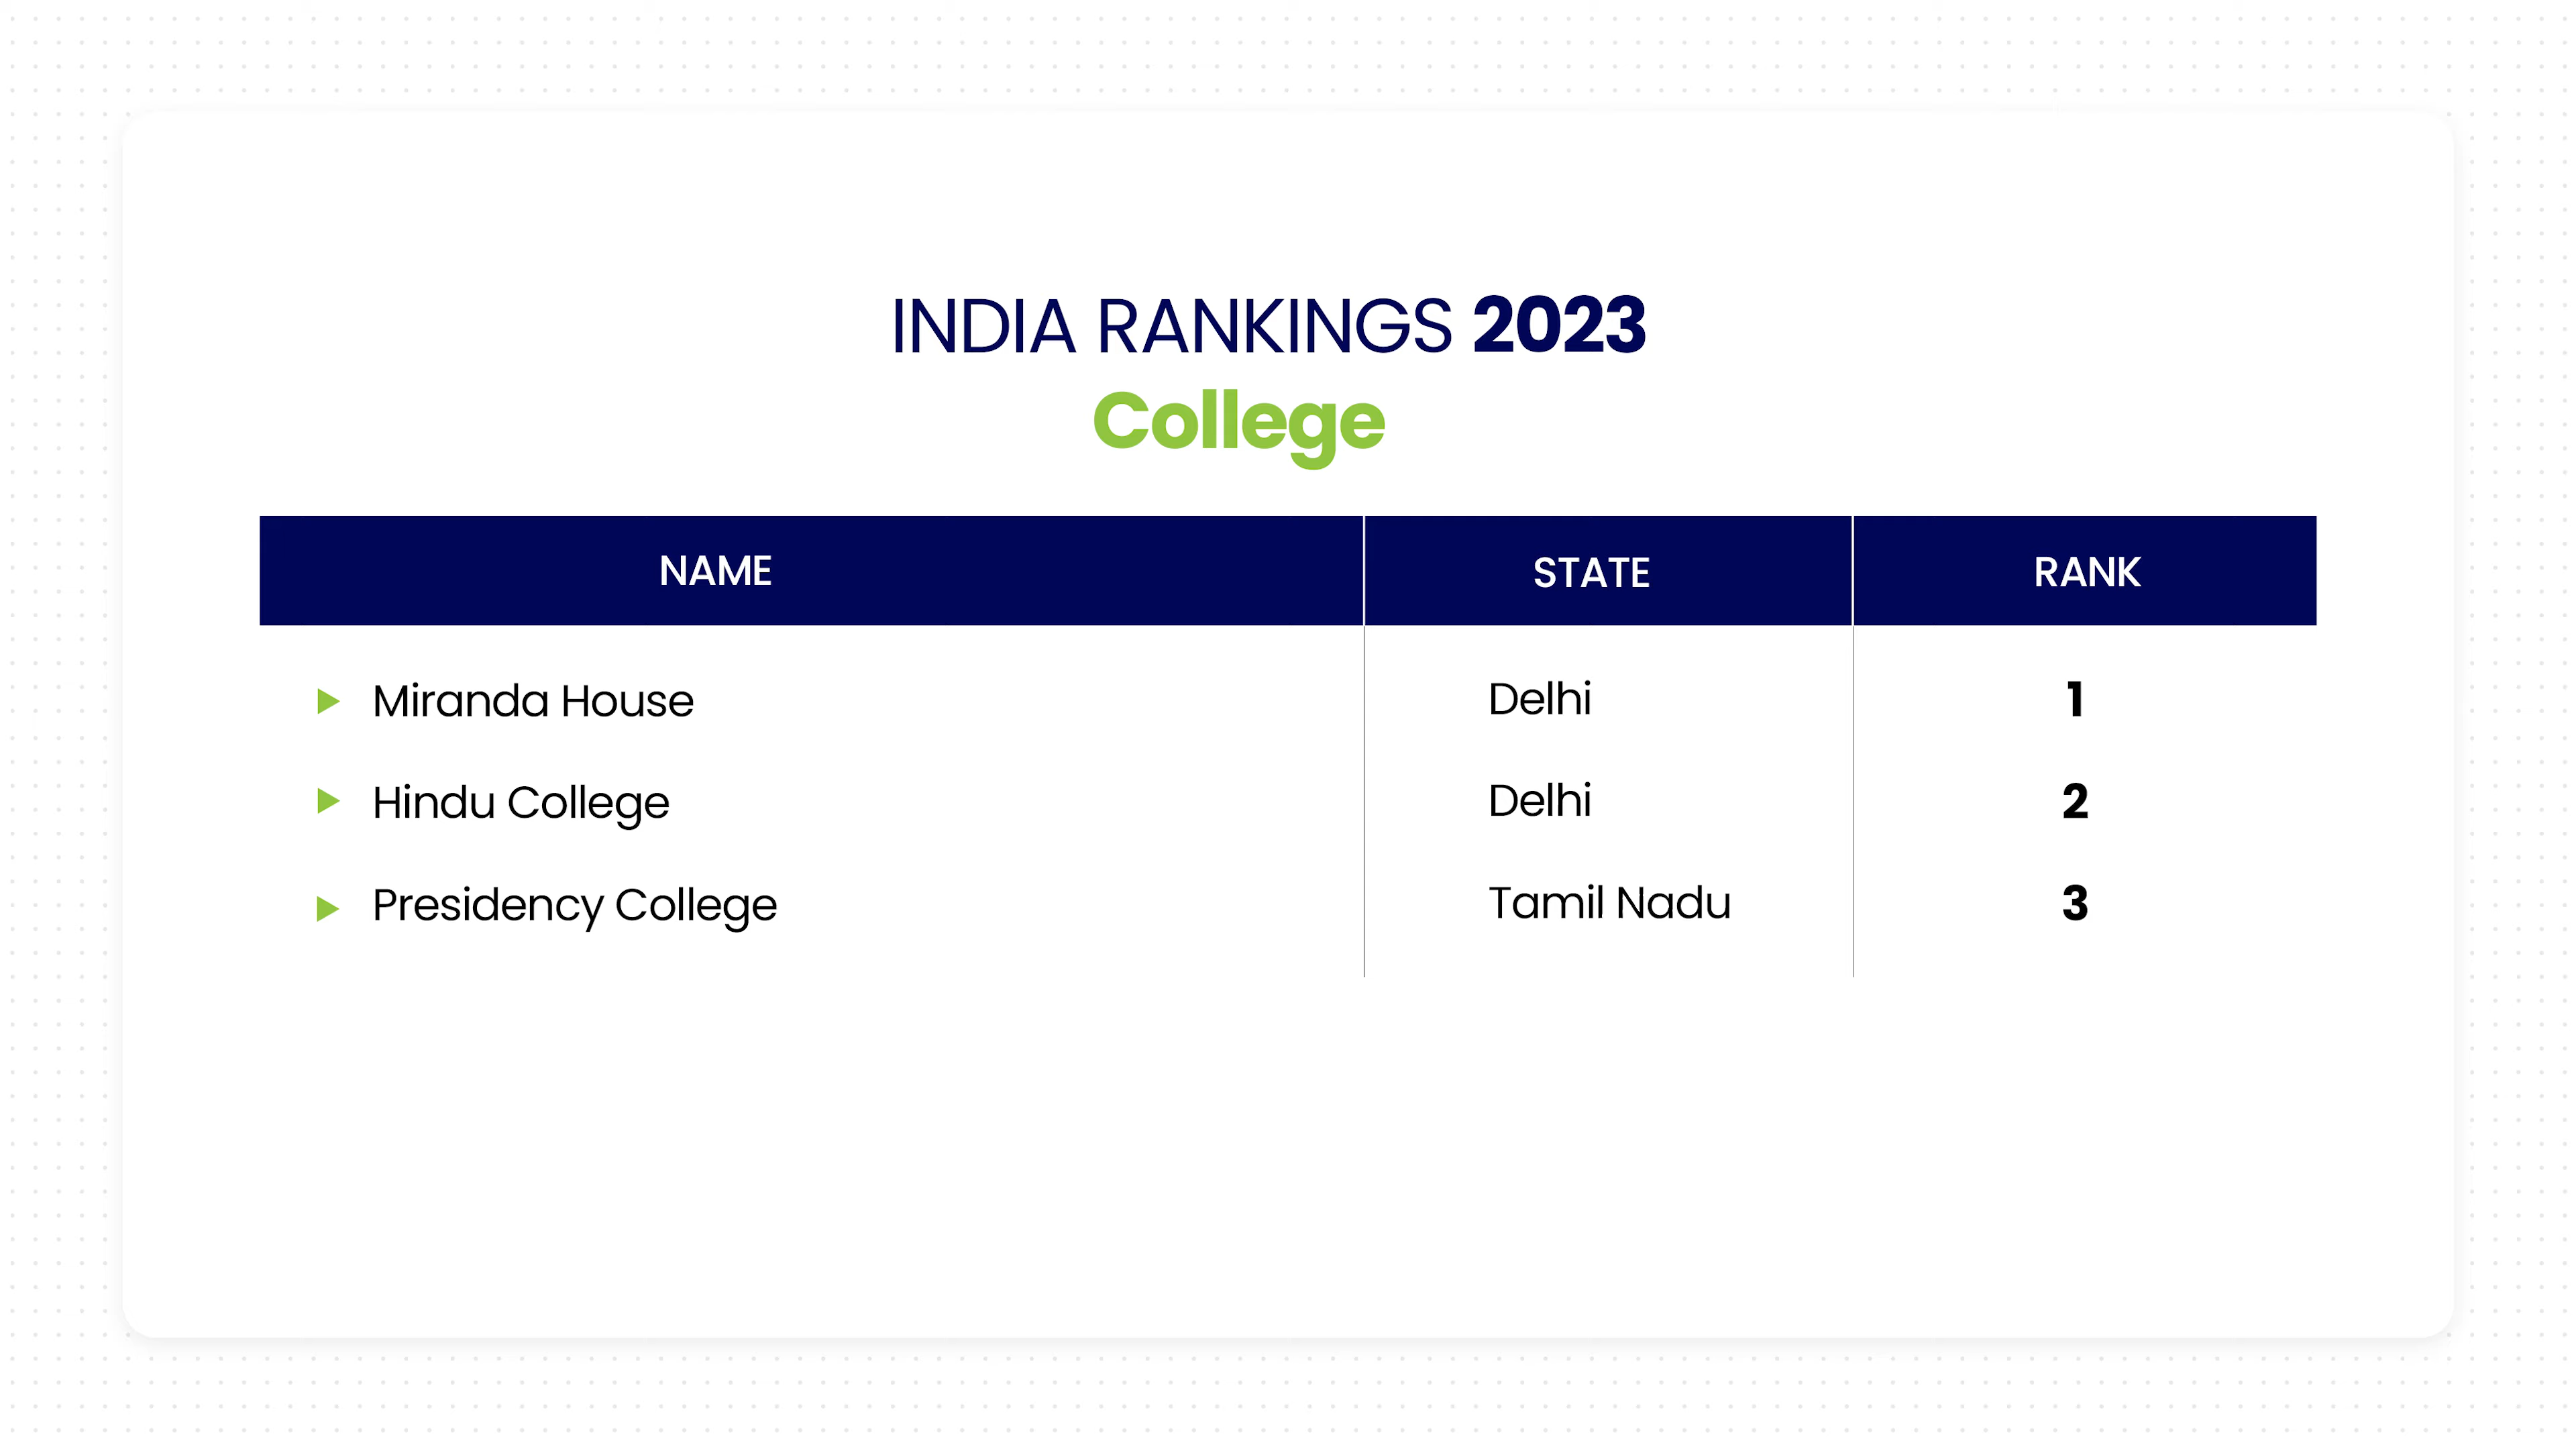 INDIA RANKINGS 2023
College
NAME STATE RANK
Miranda House Delhi 1
Hindu College Delhi 2
Presidency College Tamil Nadu 3